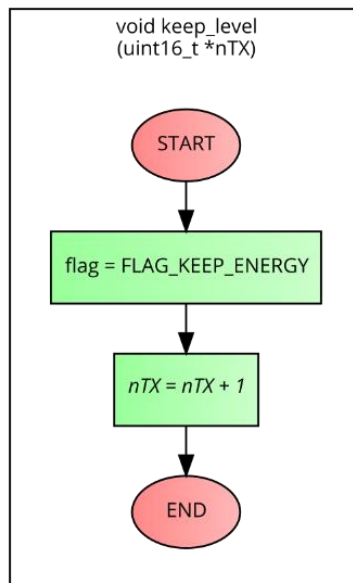 void keep_level
(uint16_t *nTX)
START
flag = FLAG_KEEP_ENERGY
nTX = nTX + 1
END